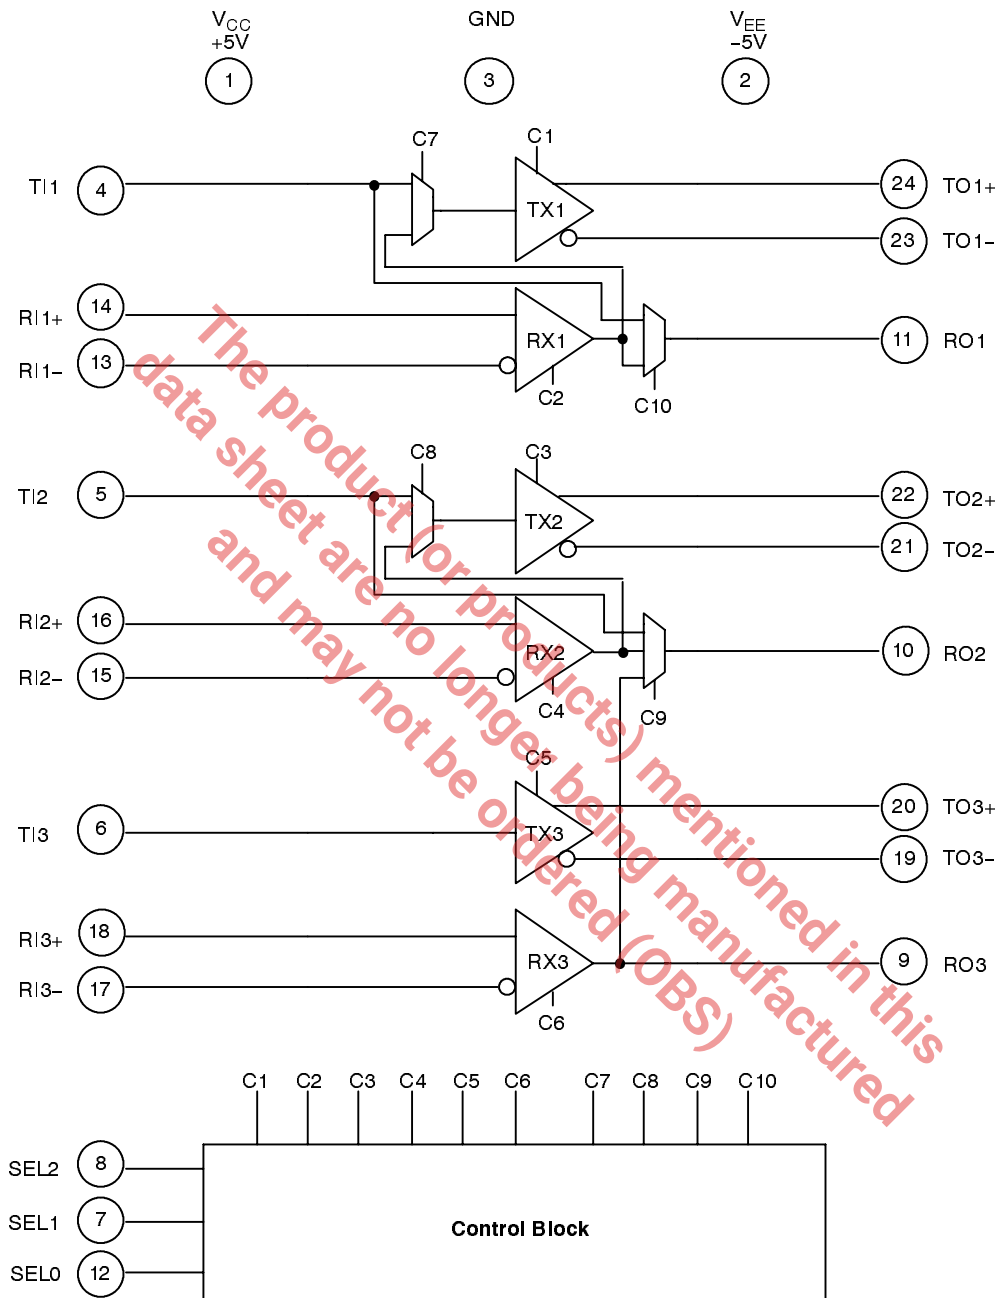 VCC
+5V
GND
VEE
−5V
1
3
2
C7
C1
TI1
4
TX1
24
TO1+
23
TO1−
RI1+
14
RX1
11
RO1
RI1−
13
C2
C10
C8
C3
TI2
5
TX2
22
TO2+
21
TO2−
RI2+
16
RX2
10
RO2
RI2−
15
C4
C9
C5
TI3
6
TX3
20
TO3+
19
TO3−
RI3+
18
RX3
9
RO3
RI3−
17
C6
The product (or products) mentioned in this
data sheet are no longer being manufactured
and may not be ordered (OBS)
C1 C2 C3 C4 C5 C6 C7 C8 C9 C10
SEL2
8
SEL1
7
Control Block
SEL0
12